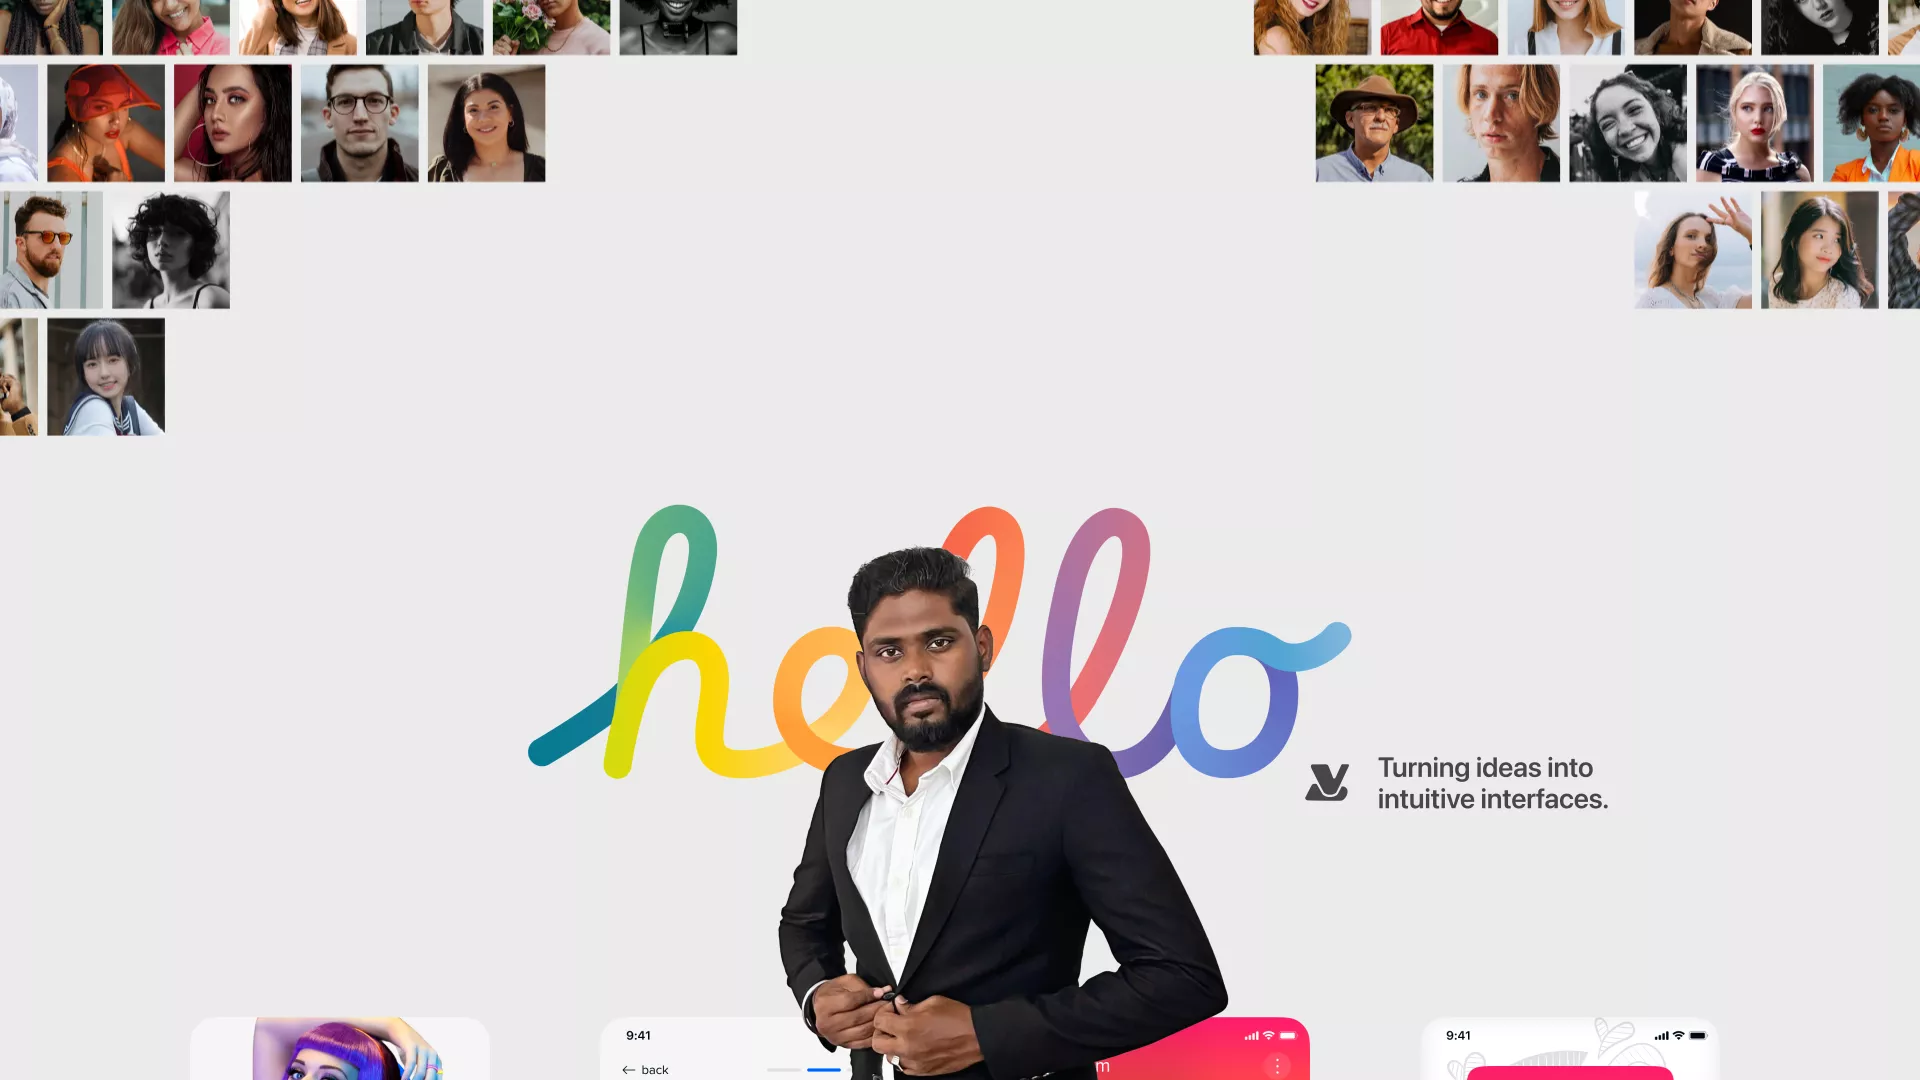 hello
Turning ideas into
intuitive interfaces.
9:41
9:41
back
m